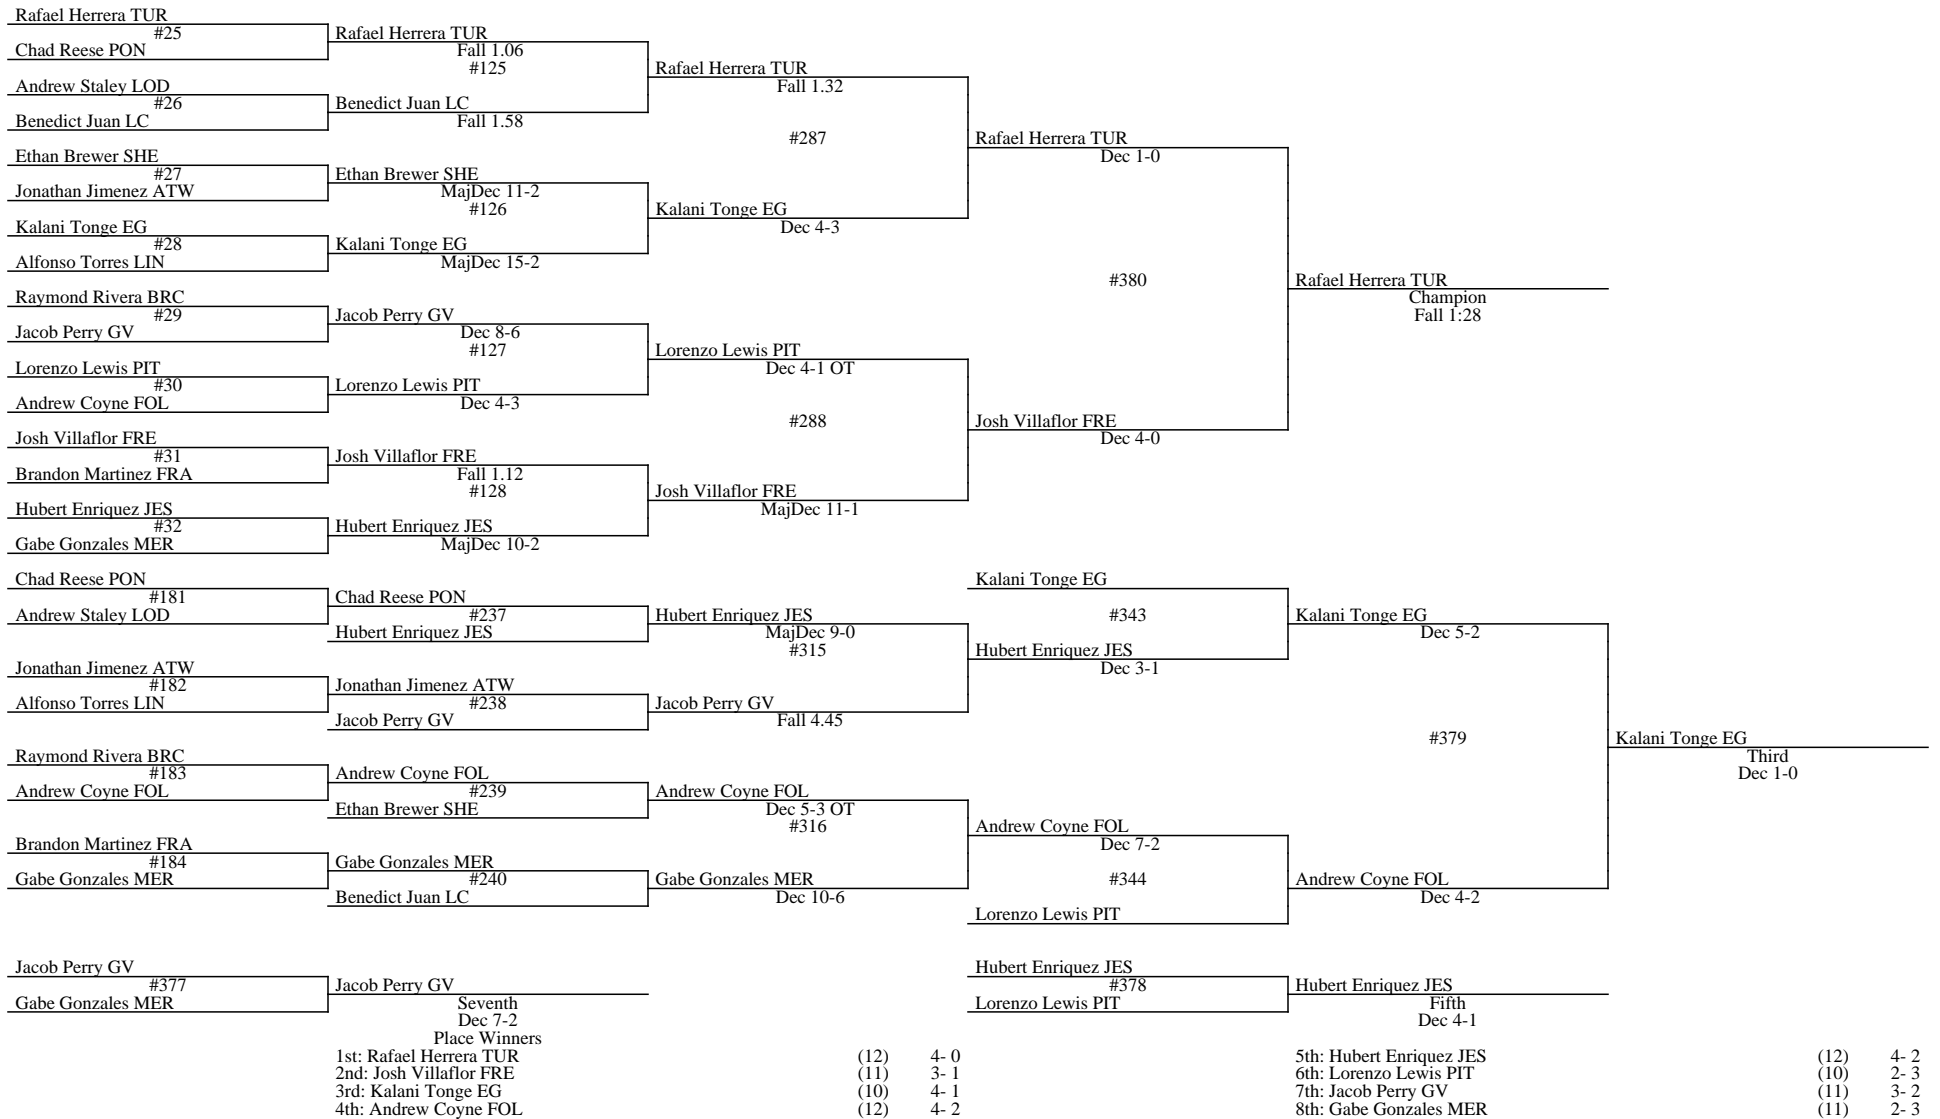 Rafael Herrera TUR
#25
Chad Reese PON
Andrew Staley LOD
#26
Benedict Juan LC
Ethan Brewer SHE
#27
Jonathan Jimenez ATW
Kalani Tonge EG
#28
Alfonso Torres LIN
Raymond Rivera BRC
#29
Jacob Perry GV
Lorenzo Lewis PIT
#30
Andrew Coyne FOL
Josh Villaflor FRE
#31
Brandon Martinez FRA
Hubert Enriquez JES
#32
Gabe Gonzales MER
Rafael Herrera TUR
Fall 1.06
#125
Benedict Juan LC
Fall 1.58
Ethan Brewer SHE
MajDec 11-2
#126
Kalani Tonge EG
MajDec 15-2
Jacob Perry GV
Dec 8-6
#127
Lorenzo Lewis PIT
Dec 4-3
Josh Villaflor FRE
Fall 1.12
#128
Hubert Enriquez JES
MajDec 10-2
Rafael Herrera TUR
Fall 1.32
#287
Kalani Tonge EG
Dec 4-3
Lorenzo Lewis PIT
Dec 4-1 OT
#288
Josh Villaflor FRE
MajDec 11-1
Rafael Herrera TUR
Dec 1-0
#380
Josh Villaflor FRE
Dec 4-0
Rafael Herrera TUR
Champion
Fall 1:28
Chad Reese PON
#181
Andrew Staley LOD
Jonathan Jimenez ATW
#182
Alfonso Torres LIN
Raymond Rivera BRC
#183
Andrew Coyne FOL
Brandon Martinez FRA
#184
Gabe Gonzales MER
Chad Reese PON
#237
Hubert Enriquez JES
Jonathan Jimenez ATW
#238
Jacob Perry GV
Andrew Coyne FOL
#239
Ethan Brewer SHE
Gabe Gonzales MER
#240
Benedict Juan LC
Hubert Enriquez JES
MajDec 9-0
#315
Jacob Perry GV
Fall 4.45
Andrew Coyne FOL
Dec 5-3 OT
#316
Gabe Gonzales MER
Dec 10-6
Kalani Tonge EG
#343
Hubert Enriquez JES
Dec 3-1
Andrew Coyne FOL
Dec 7-2
#344
Lorenzo Lewis PIT
Kalani Tonge EG
Dec 5-2
#379
Andrew Coyne FOL
Dec 4-2
Kalani Tonge EG
Third
Dec 1-0
Jacob Perry GV
#377
Gabe Gonzales MER
Jacob Perry GV
Seventh
Dec 7-2
Hubert Enriquez JES
#378
Lorenzo Lewis PIT
Hubert Enriquez JES
Fifth
Dec 4-1
Place Winners
1st: Rafael Herrera TUR (12) 4- 0
2nd: Josh Villaflor FRE (11) 3- 1
3rd: Kalani Tonge EG (10) 4- 1
4th: Andrew Coyne FOL (12) 4- 2
5th: Hubert Enriquez JES (12) 4- 2
6th: Lorenzo Lewis PIT (10) 2- 3
7th: Jacob Perry GV (11) 3- 2
8th: Gabe Gonzales MER (11) 2- 3